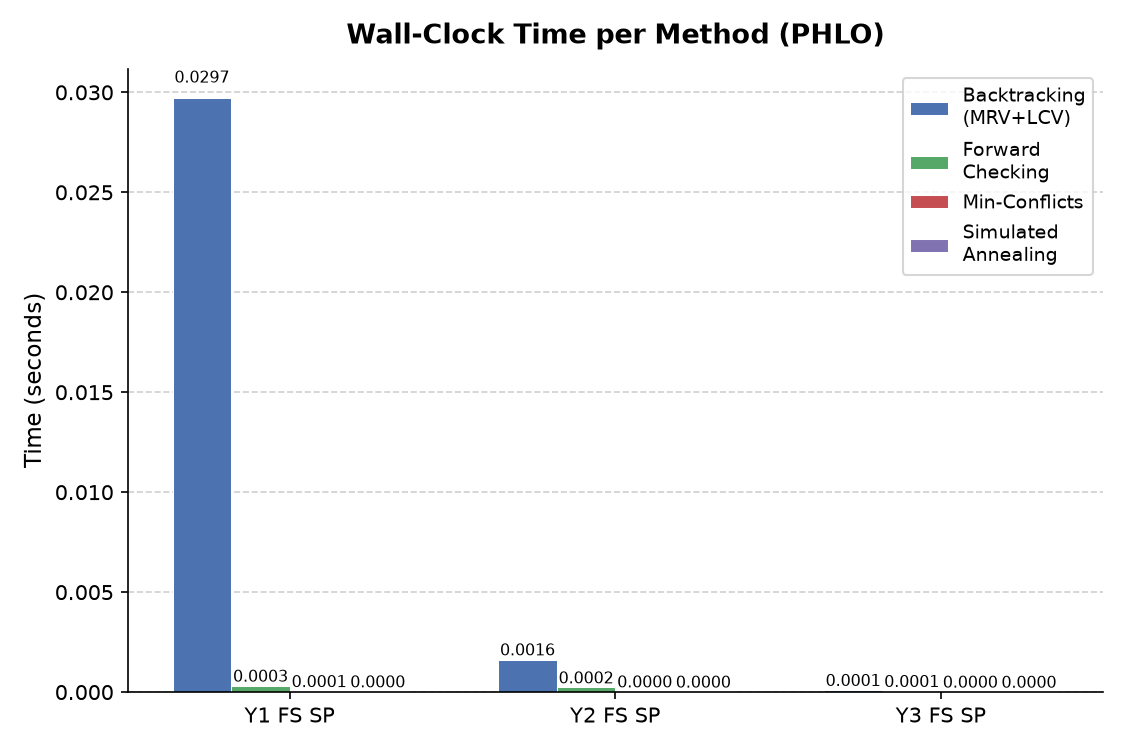 Wall-Clock Time per Method (PHLO)
Time (seconds)
0.030
0.025
0.020
0.015
0.010
0.005
0.000
0.0297
0.0003
0.0001
0.0000
0.0016
0.0002
0.0000
0.0000
0.0001
0.0001
0.0000
0.0000
Y1 FS SP
Y2 FS SP
Y3 FS SP
Backtracking
(MRV+LCV)
Forward
Checking
Min-Conflicts
Simulated
Annealing